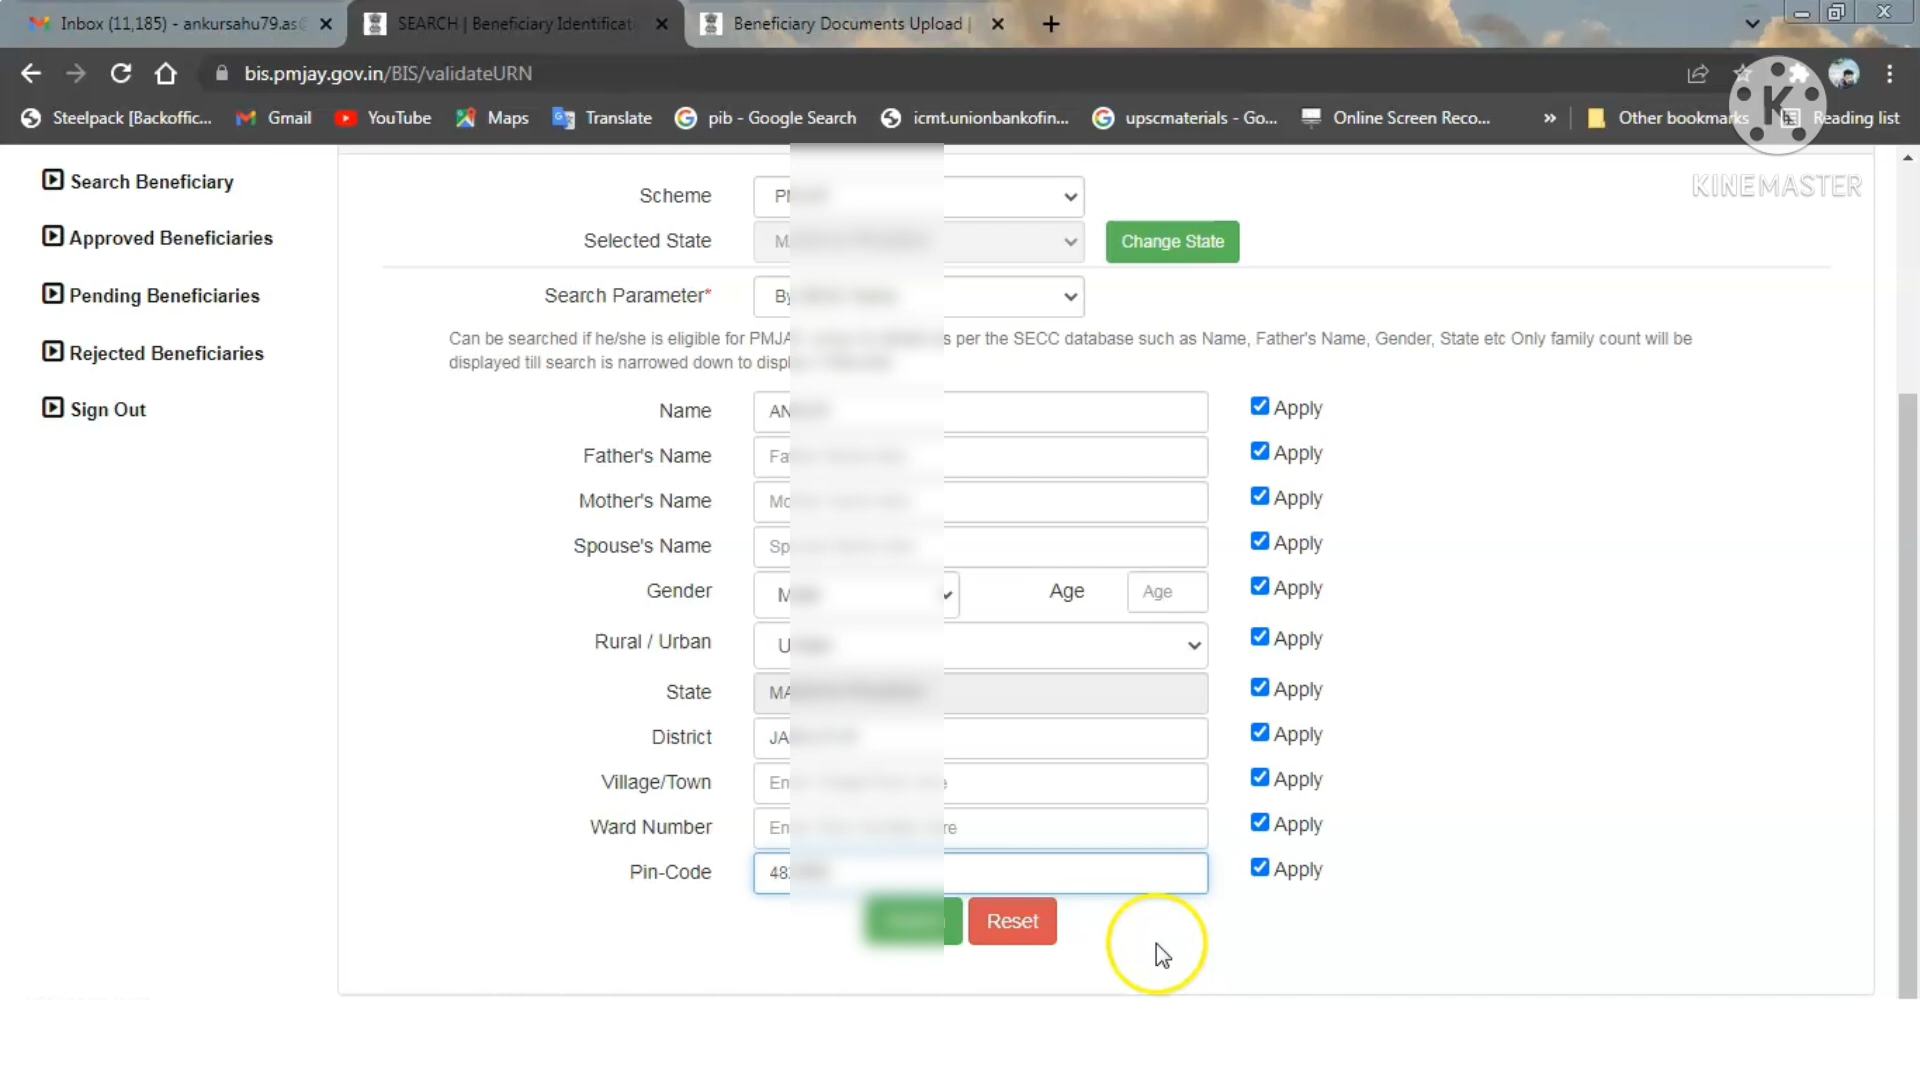 Inbox (11,185) - ankursahu79.as
SEARCH | Beneficiary Identificat
Beneficiary Documents Upload |
bis.pmjay.gov.in/BIS/validateURN
Steelpack [Backoffic...
Gmail
YouTube
Maps
Translate
pib - Google Search
icmt.unionbankofin...
upscmaterials - Go...
Online Screen Reco...
»
Other bookmarks
Reading list
K
KINEMASTER
Search Beneficiary
Approved Beneficiaries
Pending Beneficiaries
Rejected Beneficiaries
Sign Out
Scheme
Selected State
Change State
Search Parameter*
Can be searched if he/she is eligible for PMJA as per the SECC database such as Name, Father's Name, Gender, State etc Only family count will be
displayed till search is narrowed down to
Name Apply
Father's Name Apply
Mother's Name Apply
Spouse's Name Apply
Gender Age Age Apply
Rural / Urban Apply
State Apply
District Apply
Village/Town Apply
Ward Number Apply
Pin-Code Apply
Reset